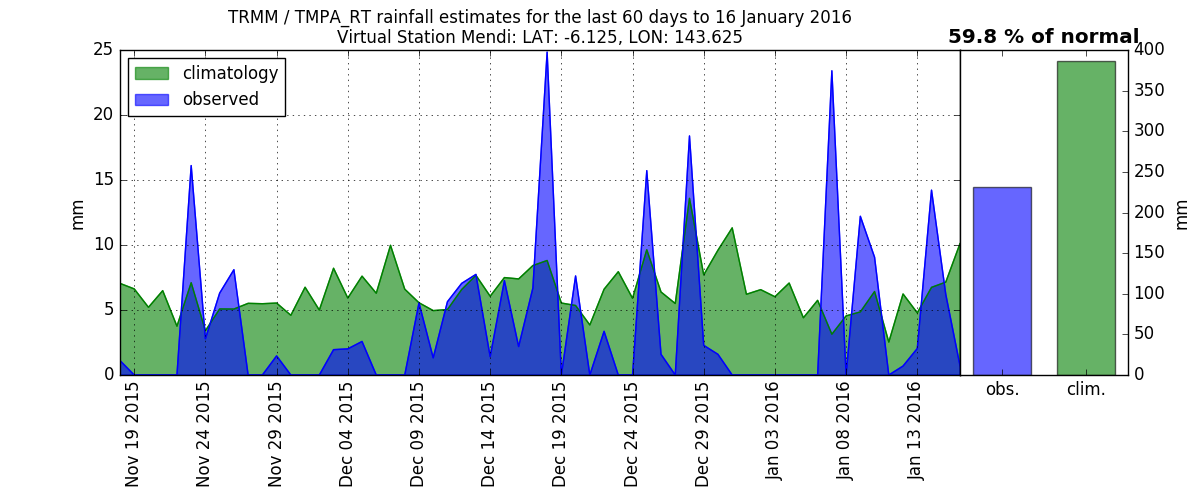 TRMM / TMPA_RT rainfall estimates for the last 60 days to 16 January 2016
Virtual Station Mendi: LAT: -6.125, LON: 143.625
59.8 % of normal
climatology
observed
mm
25
20
15
10
5
0
Nov 19 2015
Nov 24 2015
Nov 29 2015
Dec 04 2015
Dec 09 2015
Dec 14 2015
Dec 19 2015
Dec 24 2015
Dec 29 2015
Jan 03 2016
Jan 08 2016
Jan 13 2016
400
350
300
250
200
150
100
50
0
mm
obs.
clim.